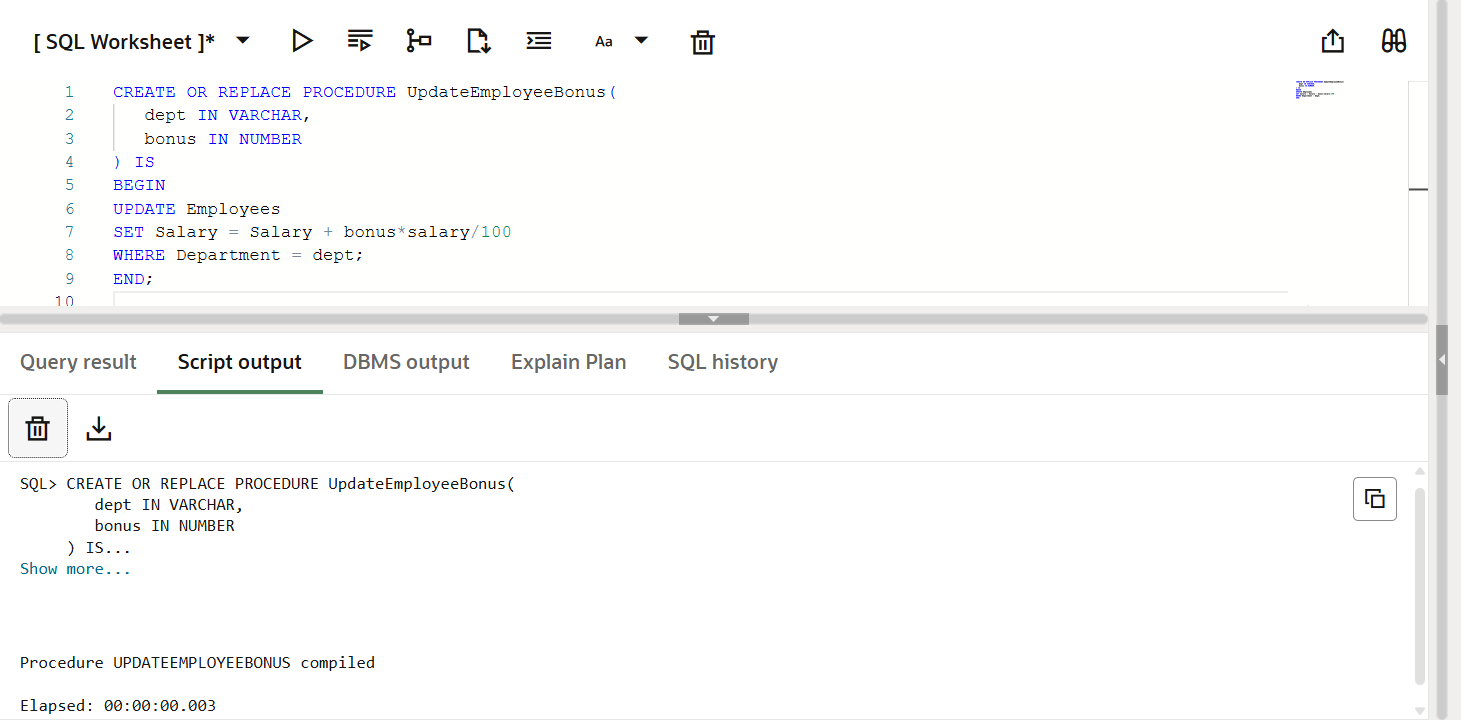 [ SQL Worksheet ]*
Aa
1 CREATE OR REPLACE PROCEDURE UpdateEmployeeBonus(
2 dept IN VARCHAR,
3 bonus IN NUMBER
4 ) IS
5 BEGIN
6 UPDATE Employees
7 SET Salary = Salary + bonus*salary/100
8 WHERE Department = dept;
9 END;
10
Query result Script output DBMS output Explain Plan SQL history
SQL> CREATE OR REPLACE PROCEDURE UpdateEmployeeBonus(
dept IN VARCHAR,
bonus IN NUMBER
) IS...
Show more...
Procedure UPDATEEMPLOYEEBONUS compiled
Elapsed: 00:00:00.003